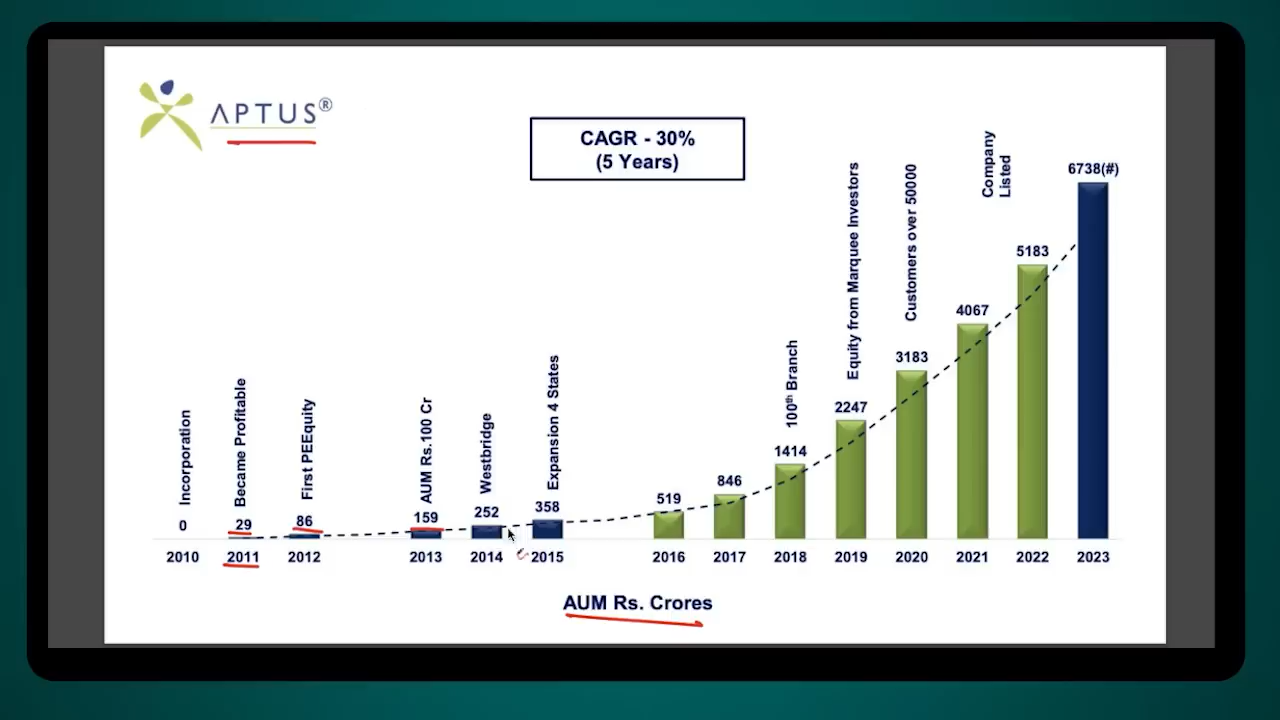 APTUS®
CAGR - 30%
(5 Years)
Incorporation
Became Profitable
First PEEquity
AUM Rs.100 Cr
Westbridge
Expansion 4 States
100th Branch
Equity from Marquee Investors
Customers over 50000
Company
Listed
0
29
86
159
252
358
519
846
1414
2247
3183
4067
5183
6738(#)
2010
2011
2012
2013
2014
2015
2016
2017
2018
2019
2020
2021
2022
2023
AUM Rs. Crores